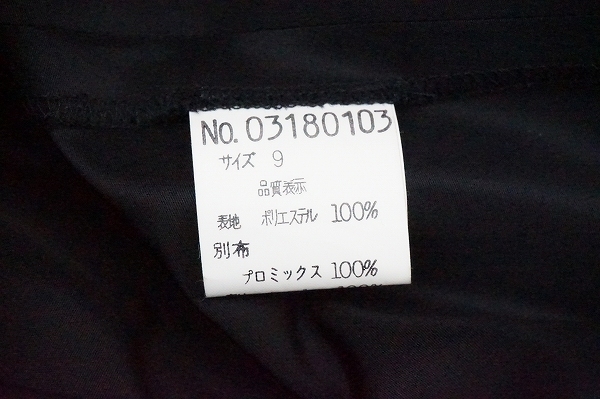 No. 03180103
サイズ 9
品質表示
表地 ポリエステル 100%
別布
プロミックス 100%
100%